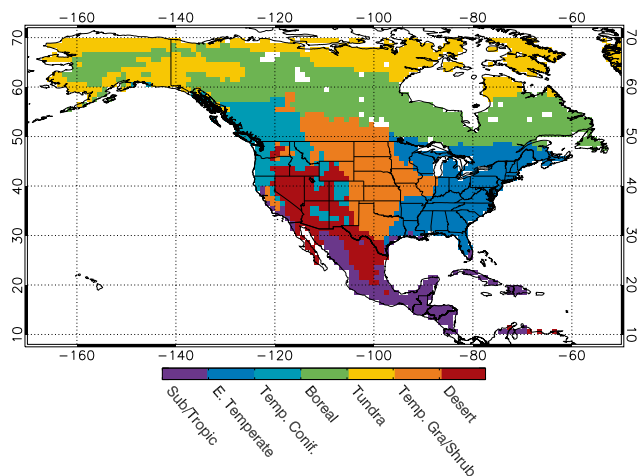 −160 −140 −120 −100 −80 −60
70 70
60 60
50 50
40 40
30 30
20 20
10 10
−160 −140 −120 −100 −80 −60
Sub/Tropic
E. Temperate
Temp. Conif.
Boreal
Tundra
Temp. Gra/Shrub
Desert